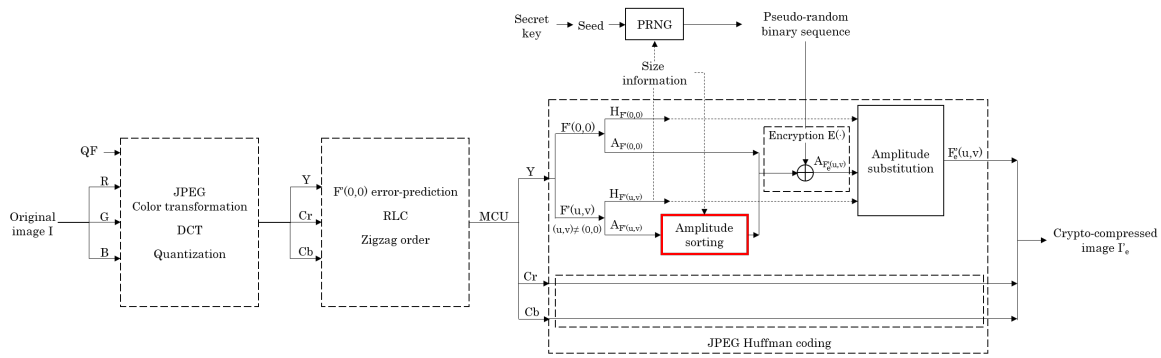 Secret
key
Seed
PRNG
Pseudo-random
binary sequence
Size
information
QF
R
G
B
Original
image I
JPEG
Color transformation
DCT
Quantization
Y
Cr
Cb
F'(0,0) error-prediction
RLC
Zigzag order
MCU
Y
Cr
Cb
F'(0,0)
H_F'(0,0)
A_F'(0,0)
F'(u,v)
(u,v)≠ (0,0)
H_F'(u,v)
A_F'(u,v)
Amplitude
sorting
Encryption E(·)
A_F'e(u,v)
Amplitude
substitution
F'e(u,v)
Crypto-compressed
image I'e
JPEG Huffman coding